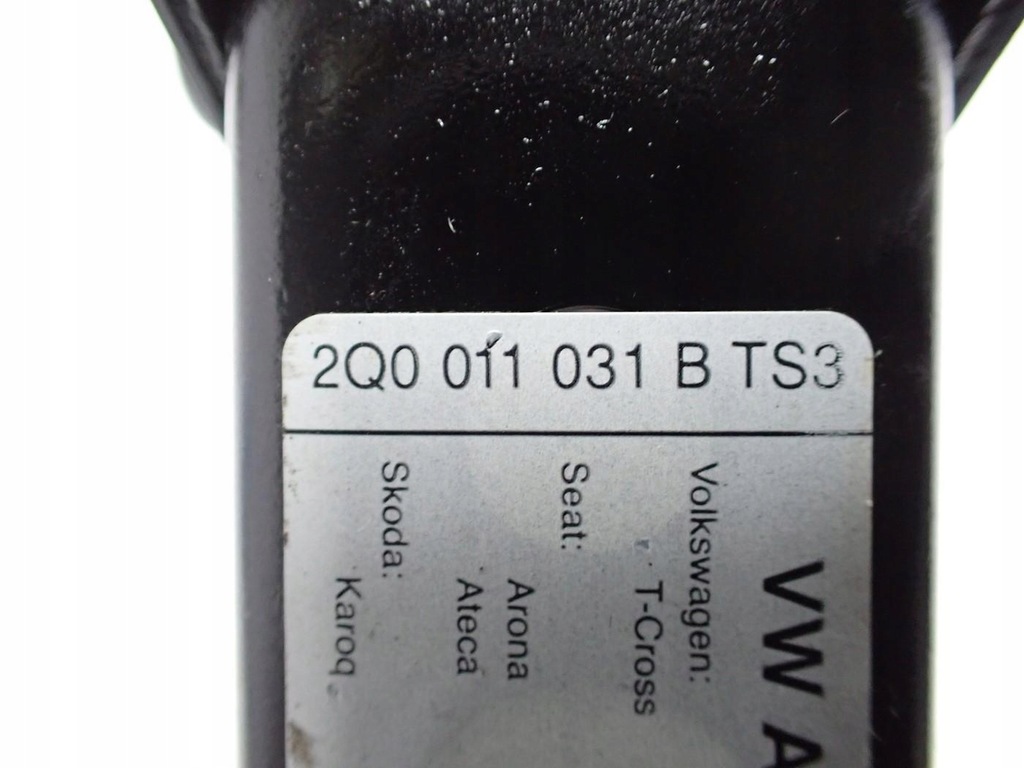 2Q0 011 031 B TS3
VW A
Volkswagen:
T-Cross
Seat:
Arona
Ateca
Skoda:
Karoq